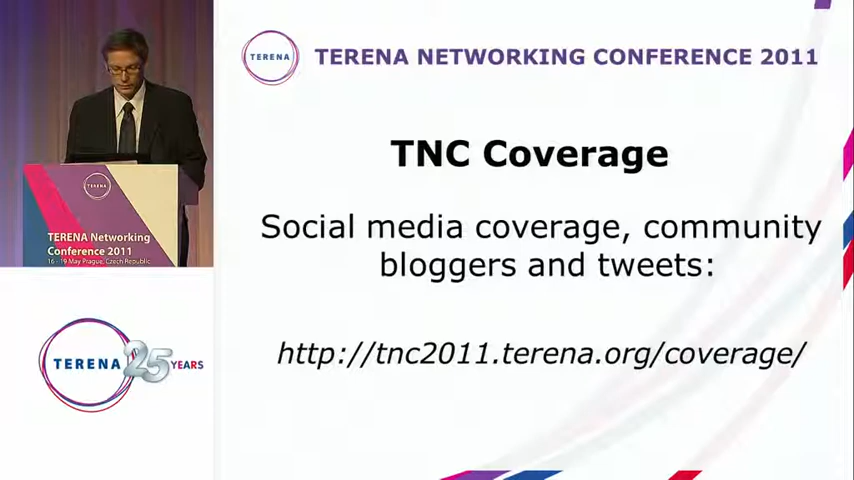 TERENA
TERENA NETWORKING CONFERENCE 2011
TNC Coverage
Social media coverage, community
bloggers and tweets:
http://tnc2011.terena.org/coverage/
TERENA
TERENA Networking
Conference 2011
16 - 19 May Prague, Czech Republic
TERENA 25 YEARS